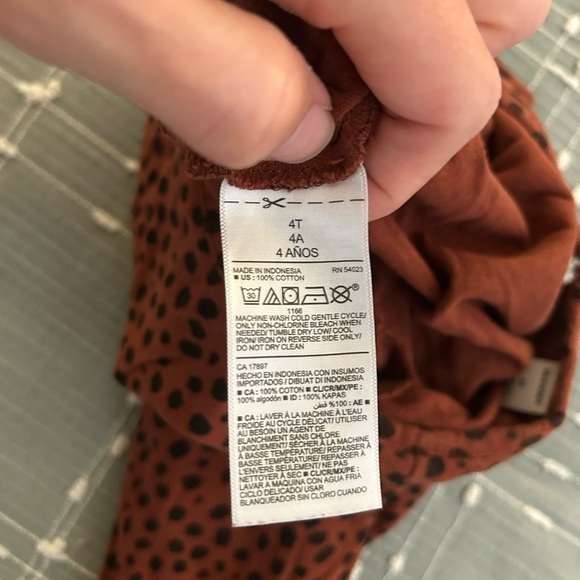 4T
4A
4 AÑOS
MADE IN INDONESIA RN 54023
■ US : 100% COTTON
30
1166
MACHINE WASH COLD GENTLE CYCLE/
ONLY NON-CHLORINE BLEACH WHEN
NEEDED/ TUMBLE DRY LOW/ COOL
IRON/ IRON ON REVERSE SIDE ONLY/
DO NOT DRY CLEAN
CA 17897
HECHO EN INDONESIA CON INSUMOS
IMPORTADOS / DIBUAT DI INDONESIA
■ CA : 100% COTON ■ CL/CR/MX/PE :
100% algodón ■ ID : 100% KAPAS
■ AE : 100% قطن
■ CA : LAVER À LA MACHINE À L'EAU
FROIDE AU CYCLE DÉLICAT/ UTILISER
AU BESOIN UN AGENT DE
BLANCHIMENT SANS CHLORE
UNIQUEMENT/ SÉCHER À LA MACHINE
À BASSE TEMPÉRATURE/ REPASSER À
BASSE TEMPÉRATURE/ REPASSER À
L'ENVERS SEULEMENT/ NE PAS
NETTOYER À SEC ■ CL/CR/MX/PE :
LAVAR A MAQUINA CON AGUA FRIA
CICLO DELICADO/ USAR
BLANQUEADOR SIN CLORO CUANDO